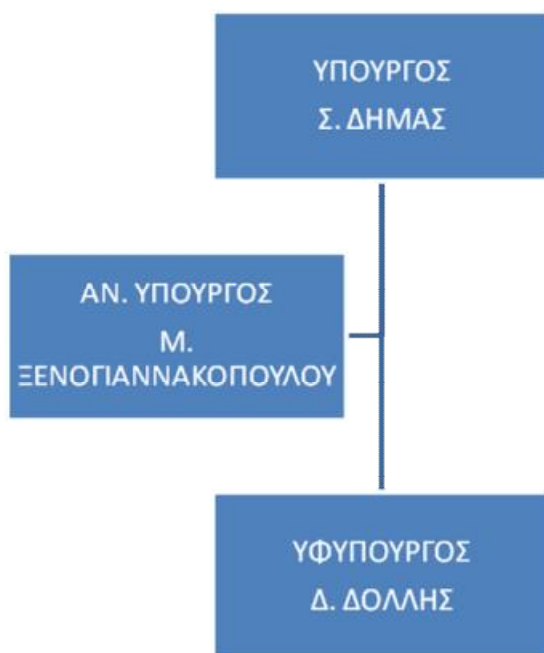 ΥΠΟΥΡΓΟΣ
Σ. ΔΗΜΑΣ
ΑΝ. ΥΠΟΥΡΓΟΣ
Μ.
ΞΕΝΟΓΙΑΝΝΑΚΟΠΟΥΛΟΥ
ΥΦΥΠΟΥΡΓΟΣ
Δ. ΔΟΛΛΗΣ